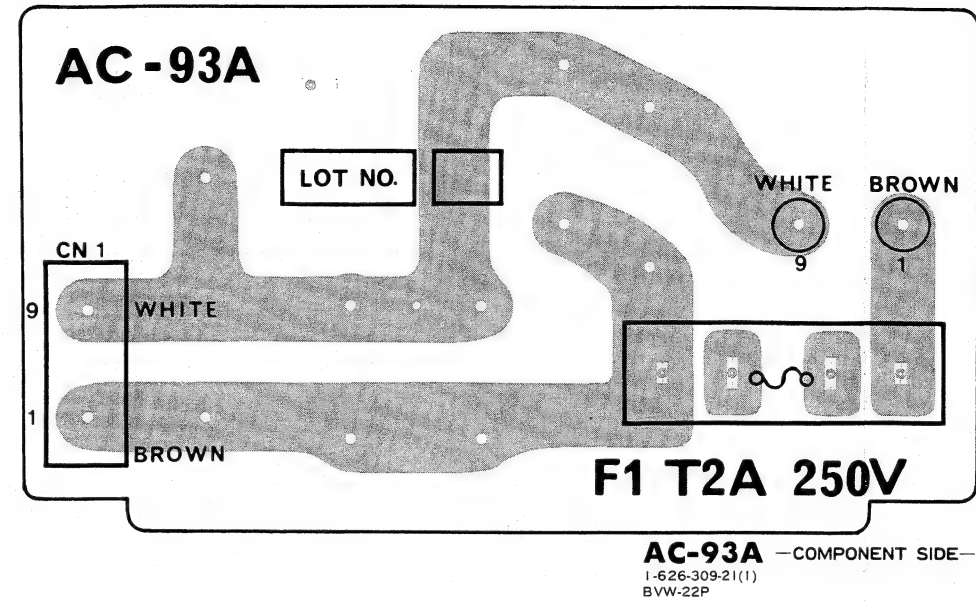 AC-93A
LOT NO.
WHITE BROWN
9 1
CN 1
9 WHITE
1
BROWN
F1 T2A 250V
AC-93A —COMPONENT SIDE—
1-626-309-21(1)
BVW-22P